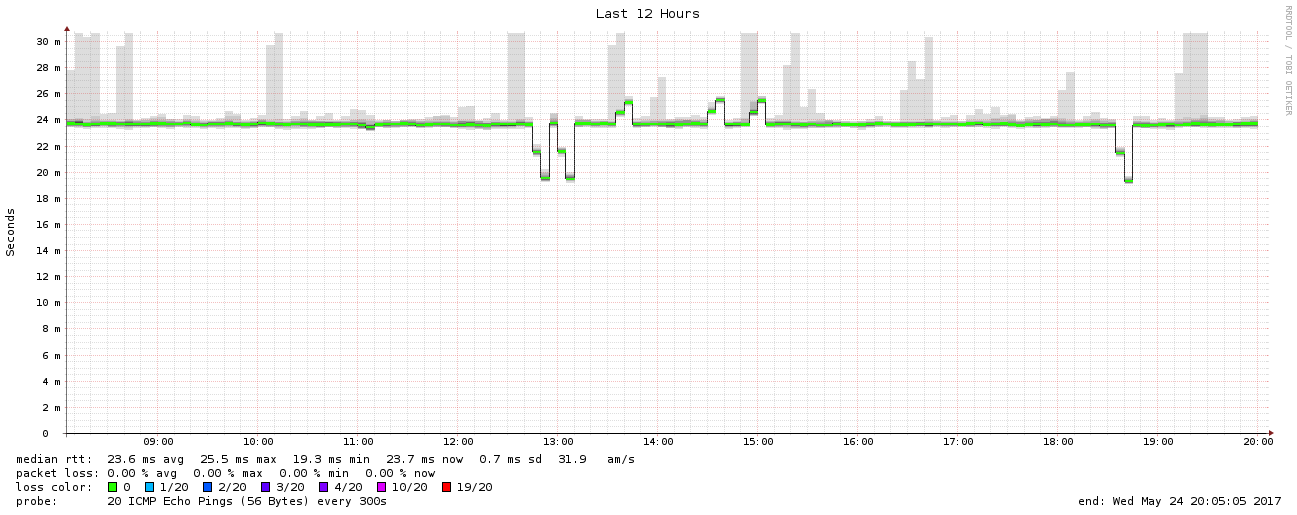 Last 12 Hours
RRDTOOL / TOBI OETIKER
Seconds
30 m
28 m
26 m
24 m
22 m
20 m
18 m
16 m
14 m
12 m
10 m
8 m
6 m
4 m
2 m
0
09:00 10:00 11:00 12:00 13:00 14:00 15:00 16:00 17:00 18:00 19:00 20:00
median rtt: 23.6 ms avg 25.5 ms max 19.3 ms min 23.7 ms now 0.7 ms sd 31.9 am/s
packet loss: 0.00 % avg 0.00 % max 0.00 % min 0.00 % now
loss color: 0 1/20 2/20 3/20 4/20 10/20 19/20
probe: 20 ICMP Echo Pings (56 Bytes) every 300s end: Wed May 24 20:05:05 2017